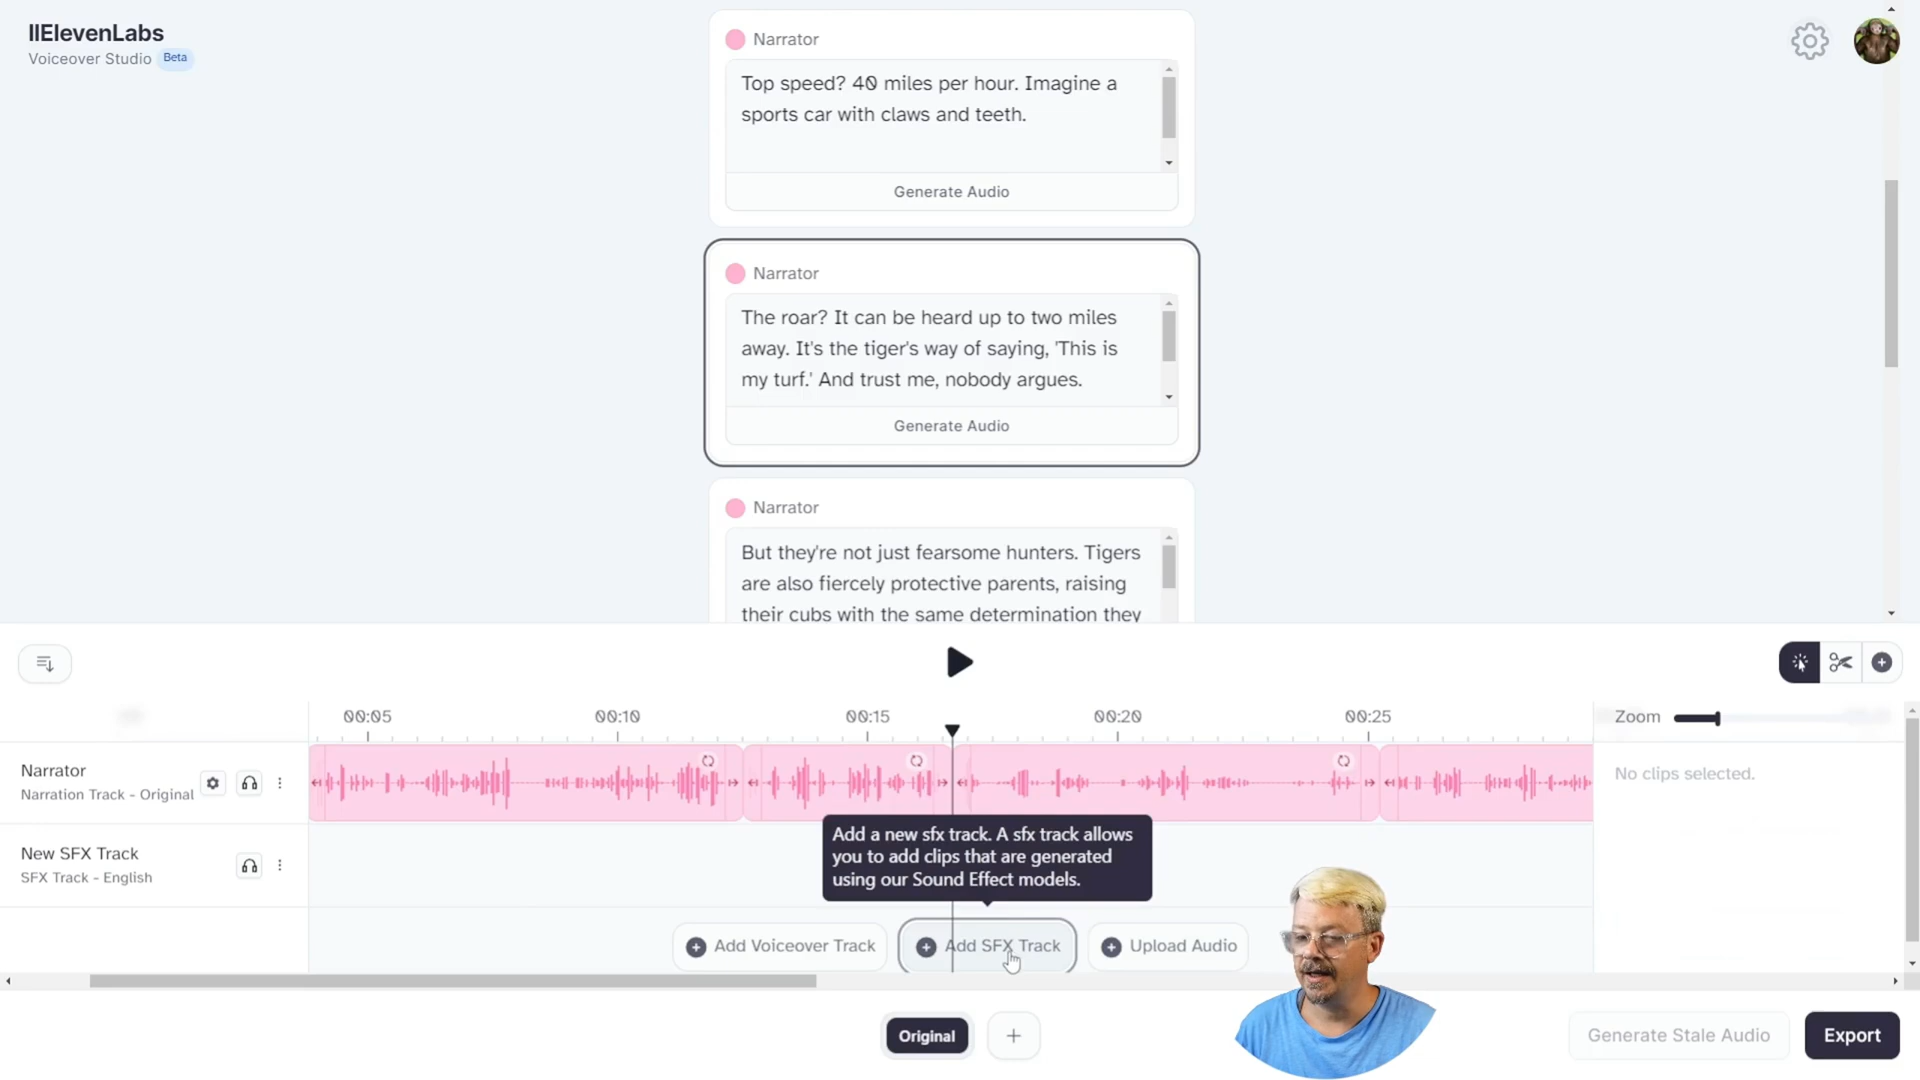 IIElevenLabs
Voiceover Studio Beta
Narrator
Top speed? 40 miles per hour. Imagine a
sports car with claws and teeth.
Generate Audio
Narrator
The roar? It can be heard up to two miles
away. It's the tiger's way of saying, 'This is
my turf.' And trust me, nobody argues.
Generate Audio
Narrator
But they're not just fearsome hunters. Tigers
are also fiercely protective parents, raising
their cubs with the same determination they
00:05 00:10 00:15 00:20 00:25
Zoom
Narrator
Narration Track - Original
No clips selected.
Add a new sfx track. A sfx track allows
you to add clips that are generated
using our Sound Effect models.
New SFX Track
SFX Track - English
Add Voiceover Track Add SFX Track Upload Audio
Original
Generate Stale Audio Export